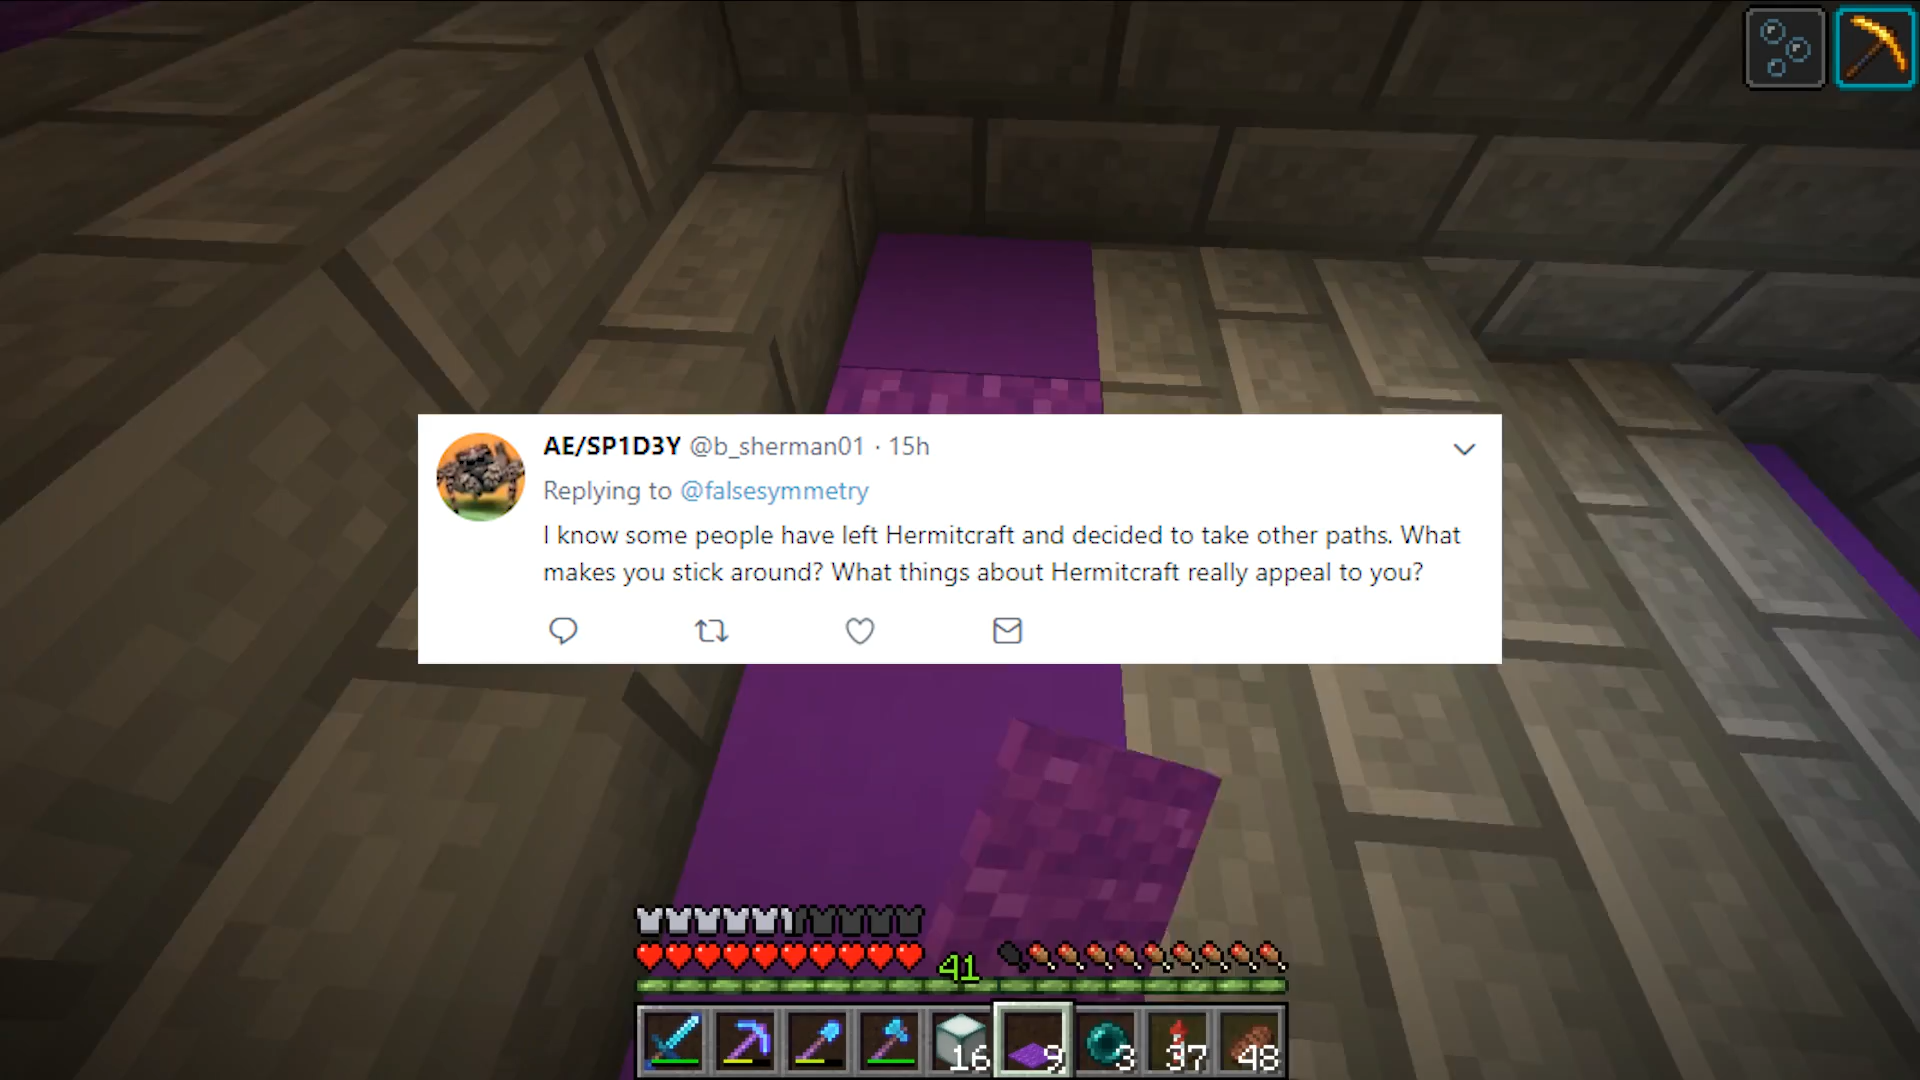 AE/SP1D3Y @b_sherman01 · 15h
Replying to @falsesymmetry
I know some people have left Hermitcraft and decided to take other paths. What
makes you stick around? What things about Hermitcraft really appeal to you?
41
16 9 3 37 48